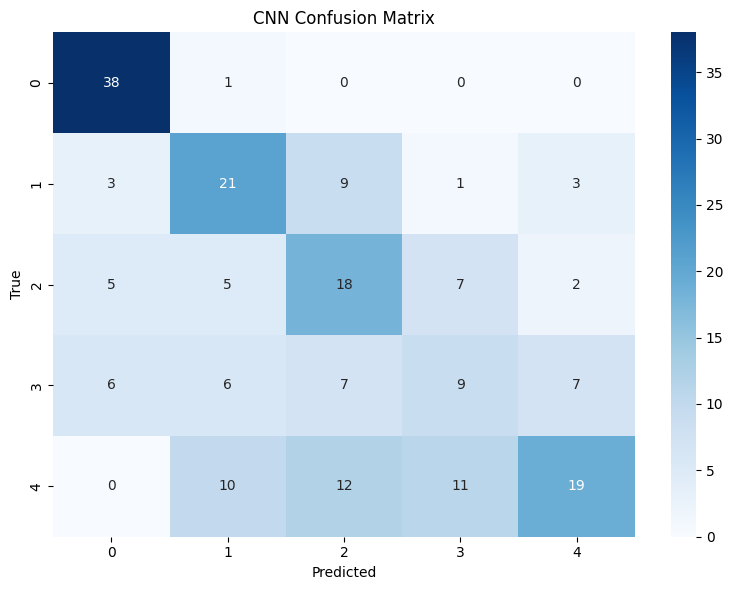 CNN Confusion Matrix
True
0 38 1 0 0 0
1 3 21 9 1 3
2 5 5 18 7 2
3 6 6 7 9 7
4 0 10 12 11 19
0 1 2 3 4
Predicted
35
30
25
20
15
10
5
0